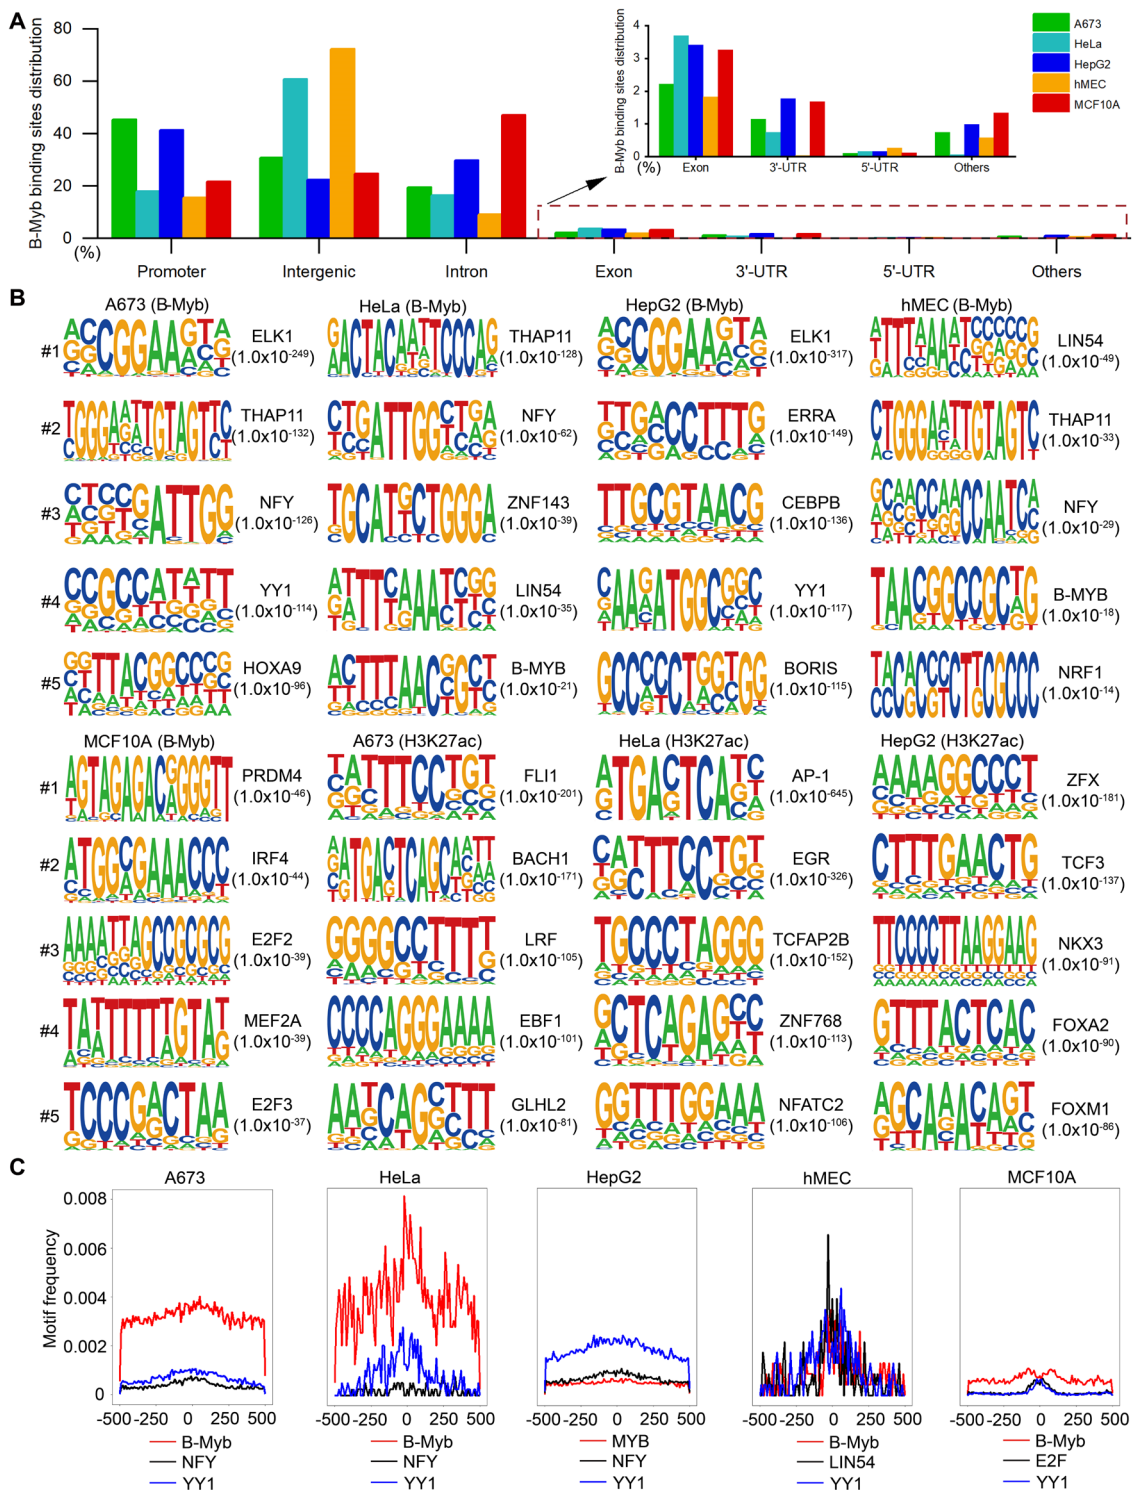 A
B-Myb binding sites distribution
80
60
40
20
0
(%)
Promoter
Intergenic
Intron
Exon
3'-UTR
5'-UTR
Others
B-Myb binding sites distribution
4
3
2
1
0
(%)
Exon
3'-UTR
5'-UTR
Others
A673
HeLa
HepG2
hMEC
MCF10A
B
A673 (B-Myb)
HeLa (B-Myb)
HepG2 (B-Myb)
hMEC (B-Myb)
#1
ELK1
(1.0x10-249)
THAP11
(1.0x10-128)
ELK1
(1.0x10-317)
LIN54
(1.0x10-49)
#2
THAP11
(1.0x10-132)
NFY
(1.0x10-62)
ERRA
(1.0x10-149)
THAP11
(1.0x10-33)
#3
NFY
(1.0x10-126)
ZNF143
(1.0x10-39)
CEBPB
(1.0x10-136)
NFY
(1.0x10-29)
#4
YY1
(1.0x10-114)
LIN54
(1.0x10-35)
YY1
(1.0x10-117)
B-MYB
(1.0x10-18)
#5
HOXA9
(1.0x10-96)
B-MYB
(1.0x10-21)
BORIS
(1.0x10-115)
NRF1
(1.0x10-14)
MCF10A (B-Myb)
A673 (H3K27ac)
HeLa (H3K27ac)
HepG2 (H3K27ac)
#1
PRDM4
(1.0x10-46)
FLI1
(1.0x10-201)
AP-1
(1.0x10-645)
ZFX
(1.0x10-181)
#2
IRF4
(1.0x10-44)
BACH1
(1.0x10-171)
EGR
(1.0x10-326)
TCF3
(1.0x10-137)
#3
E2F2
(1.0x10-39)
LRF
(1.0x10-105)
TCFAP2B
(1.0x10-152)
NKX3
(1.0x10-91)
#4
MEF2A
(1.0x10-39)
EBF1
(1.0x10-101)
ZNF768
(1.0x10-113)
FOXA2
(1.0x10-90)
#5
E2F3
(1.0x10-37)
GLHL2
(1.0x10-81)
NFATC2
(1.0x10-106)
FOXM1
(1.0x10-86)
C
A673
HeLa
HepG2
hMEC
MCF10A
Motif frequency
0.008
0.006
0.004
0.002
0
-500 0 500
-500 0 500
-500 0 500
-500 0 500
-500 0 500
B-Myb
NFY
YY1
B-Myb
NFY
YY1
MYB
NFY
YY1
B-Myb
LIN54
YY1
B-Myb
E2F
YY1